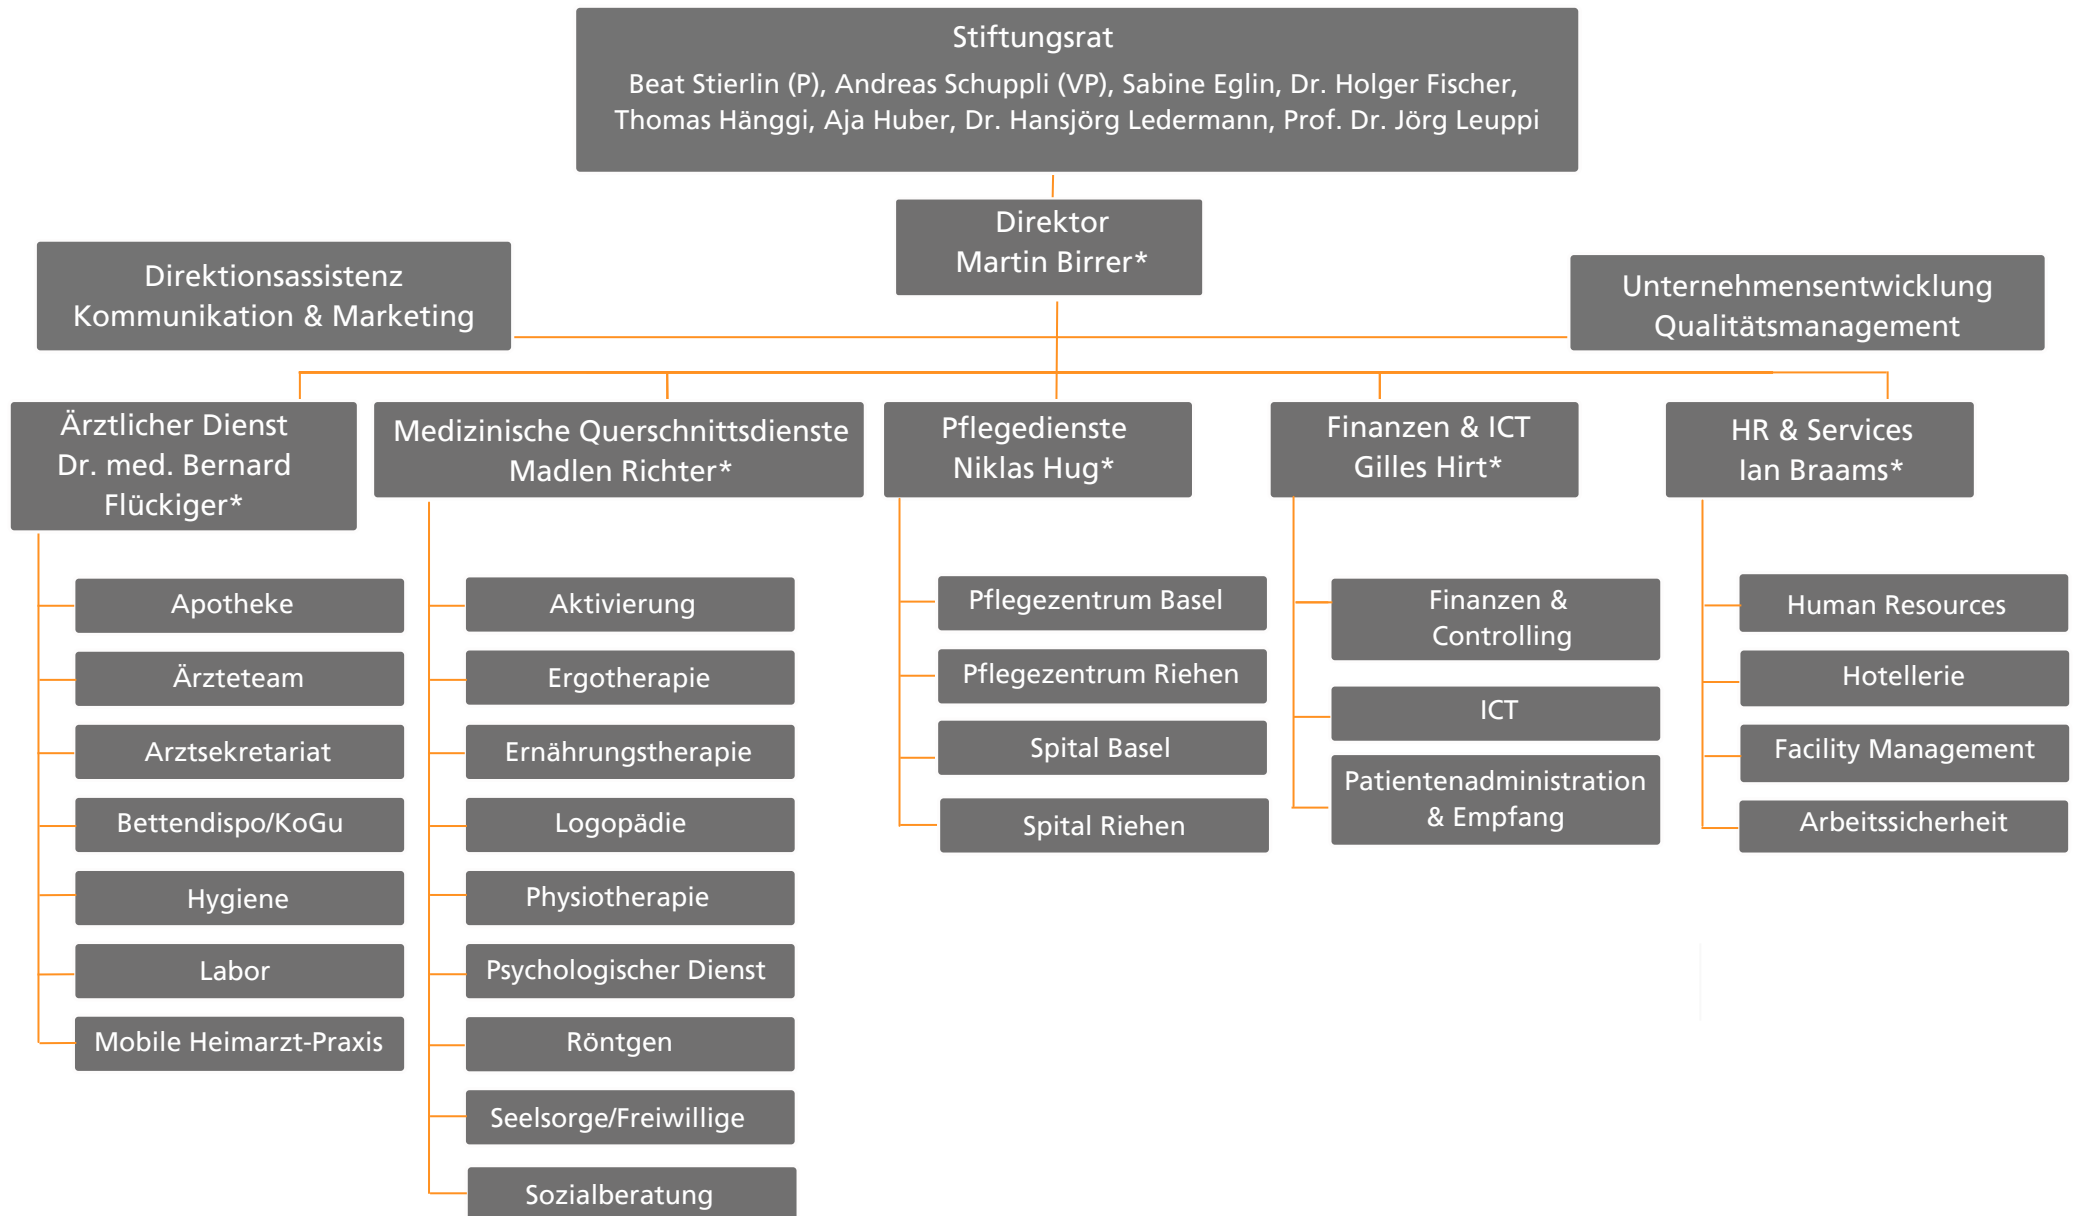 Stiftungsrat
Beat Stierlin (P), Andreas Schuppli (VP), Sabine Eglin, Dr. Holger Fischer,
Thomas Hänggi, Aja Huber, Dr. Hansjörg Ledermann, Prof. Dr. Jörg Leuppi
Direktor
Martin Birrer*
Direktionsassistenz
Kommunikation & Marketing
Unternehmensentwicklung
Qualitätsmanagement
Ärztlicher Dienst
Dr. med. Bernard
Flückiger*
Apotheke
Ärzteteam
Arztsekretariat
Bettendispo/KoGu
Hygiene
Labor
Mobile Heimarzt-Praxis
Medizinische Querschnittsdienste
Madlen Richter*
Aktivierung
Ergotherapie
Ernährungstherapie
Logopädie
Physiotherapie
Psychologischer Dienst
Röntgen
Seelsorge/Freiwillige
Sozialberatung
Pflegedienste
Niklas Hug*
Pflegezentrum Basel
Pflegezentrum Riehen
Spital Basel
Spital Riehen
Finanzen & ICT
Gilles Hirt*
Finanzen &
Controlling
ICT
Patientenadministration
& Empfang
HR & Services
Ian Braams*
Human Resources
Hotellerie
Facility Management
Arbeitssicherheit